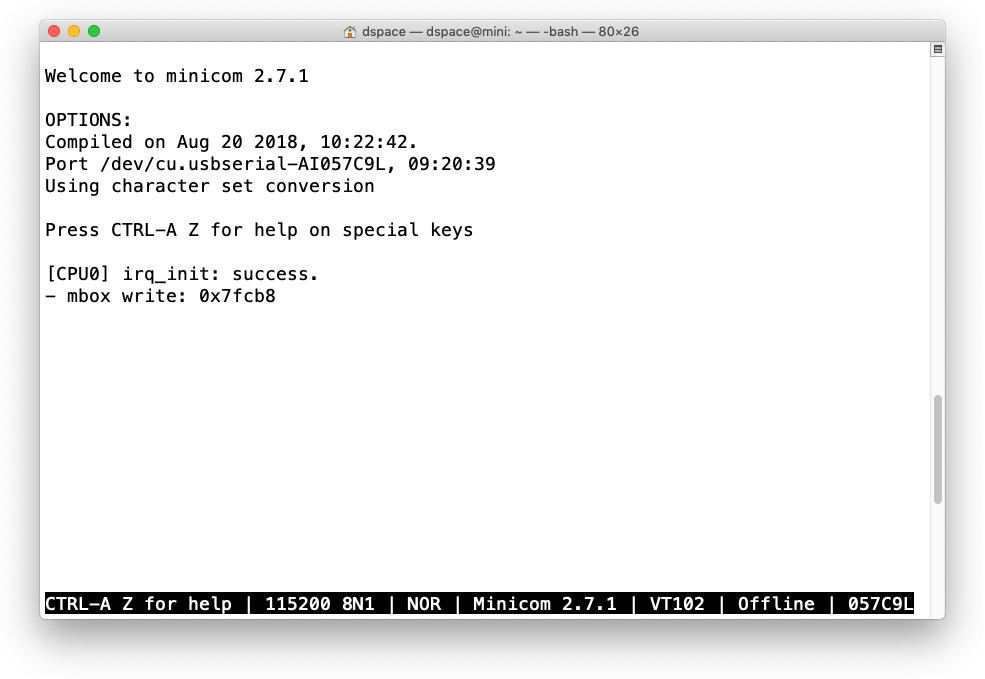 dspace — dspace@mini: ~ — -bash — 80×26
Welcome to minicom 2.7.1
OPTIONS:
Compiled on Aug 20 2018, 10:22:42.
Port /dev/cu.usbserial-AI057C9L, 09:20:39
Using character set conversion
Press CTRL-A Z for help on special keys
[CPU0] irq_init: success.
- mbox write: 0x7fcb8
CTRL-A Z for help | 115200 8N1 | NOR | Minicom 2.7.1 | VT102 | Offline | 057C9L